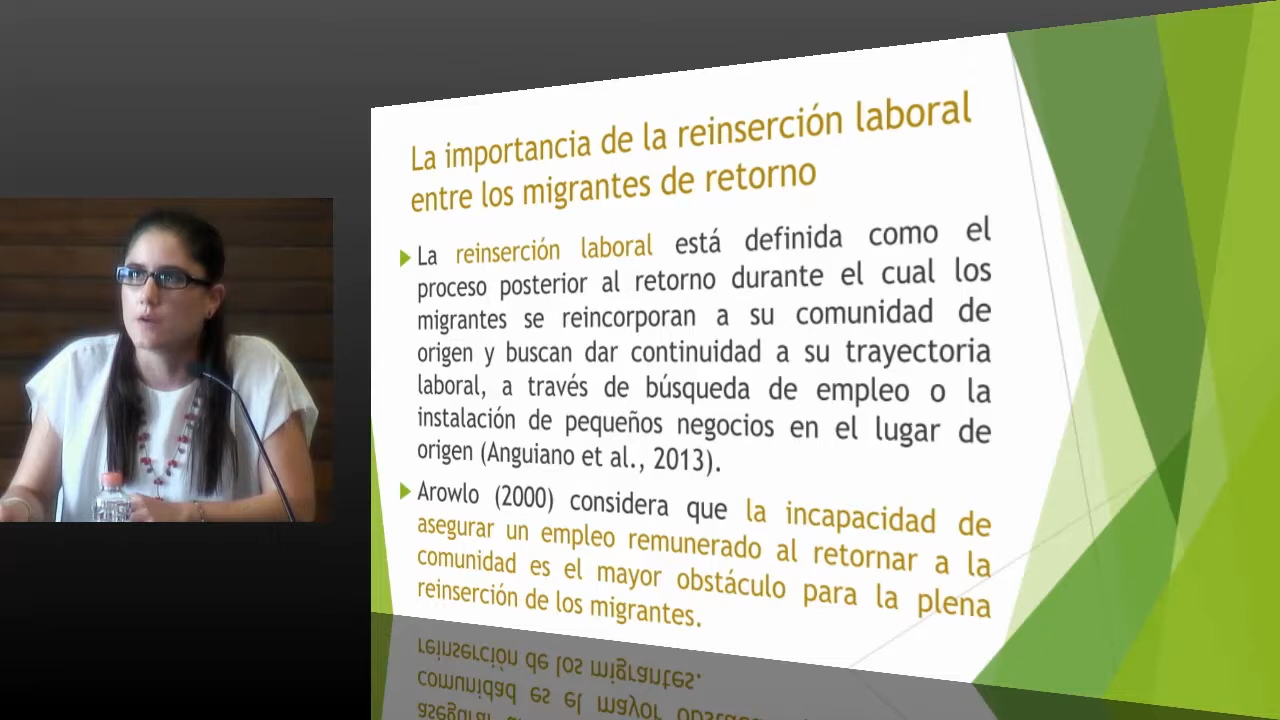 La importancia de la reinserción laboral
entre los migrantes de retorno
La reinserción laboral está definida como el
proceso posterior al retorno durante el cual los
migrantes se reincorporan a su comunidad de
origen y buscan dar continuidad a su trayectoria
laboral, a través de búsqueda de empleo o la
instalación de pequeños negocios en el lugar de
origen (Anguiano et al., 2013).
Arowlo (2000) considera que la incapacidad de
asegurar un empleo remunerado al retornar a la
comunidad es el mayor obstáculo para la plena
reinserción de los migrantes.